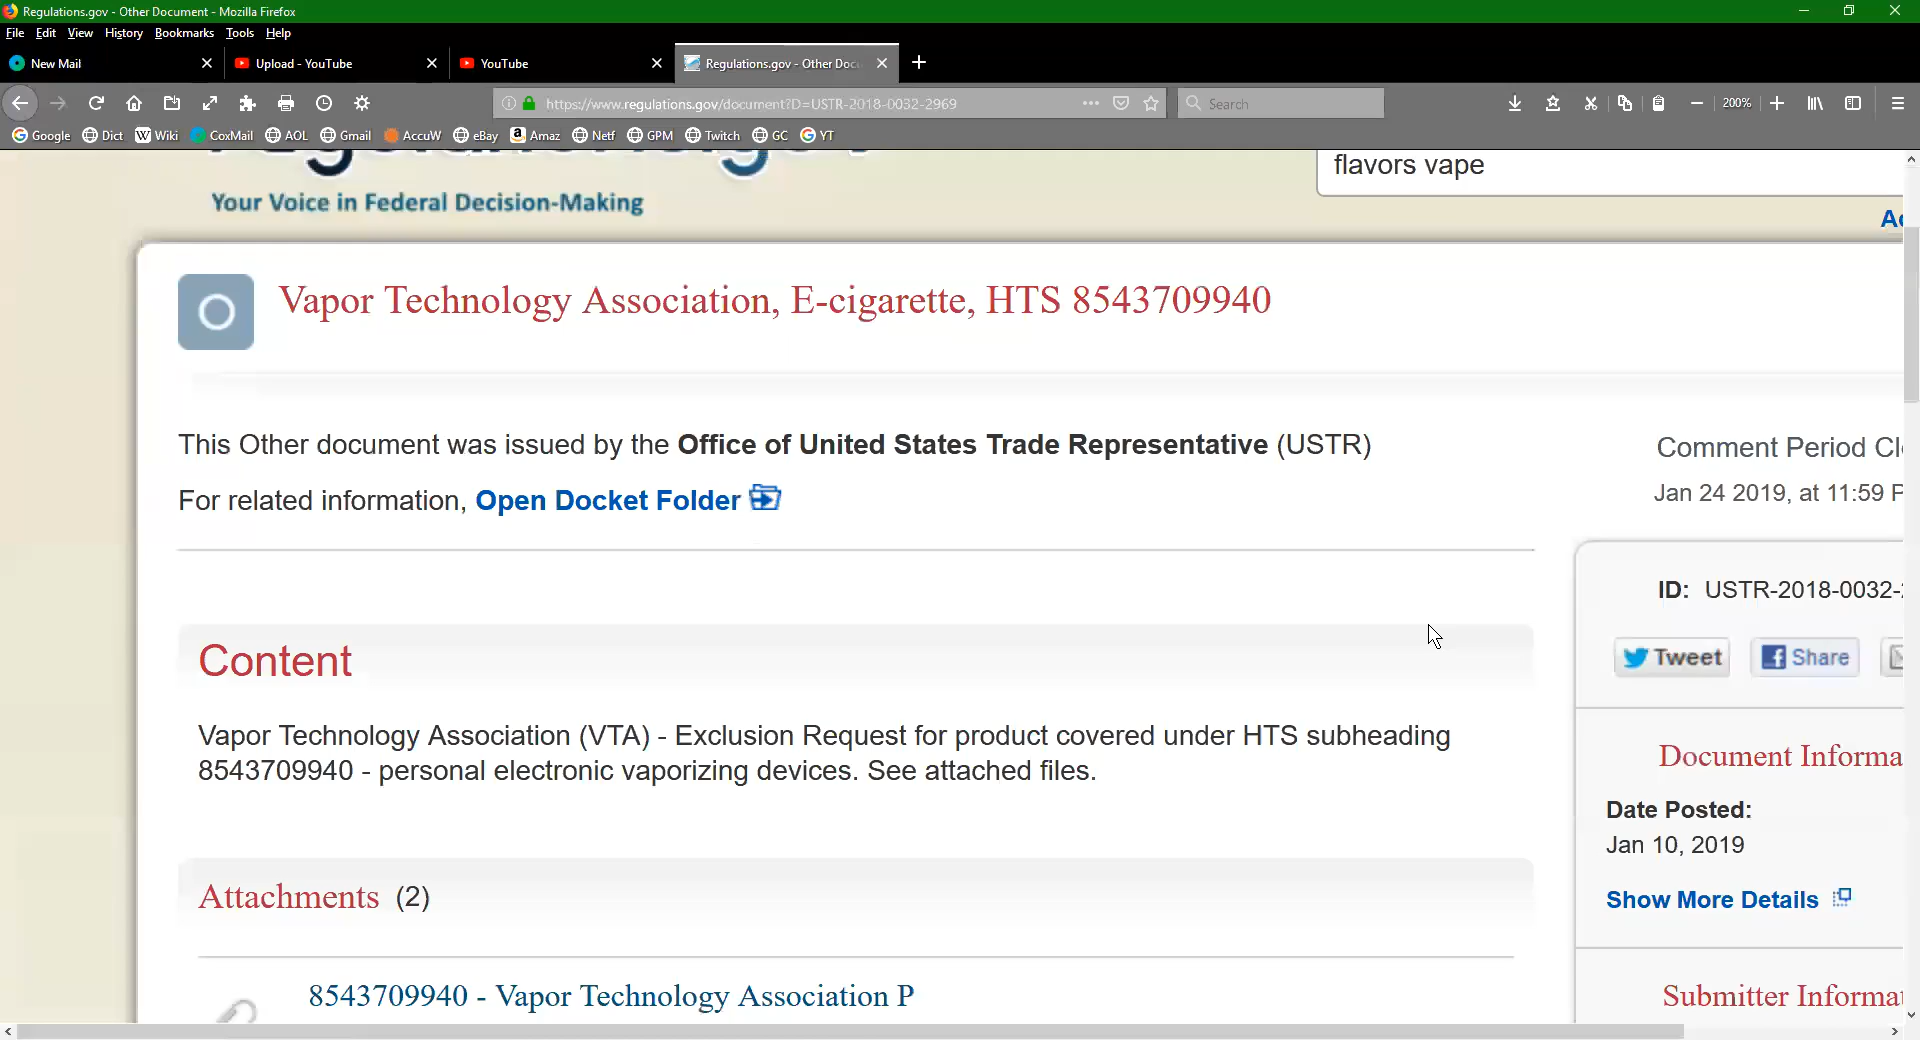 Regulations.gov - Other Document - Mozilla Firefox
File Edit View History Bookmarks Tools Help
New Mail
Upload - YouTube
YouTube
Regulations.gov - Other Doc
https://www.regulations.gov/document?D=USTR-2018-0032-2969
Search
200%
Google Dict Wiki CoxMail AOL Gmail AccuW eBay Amaz Netf GPM Twitch GC YT
flavors vape
Your Voice in Federal Decision-Making
Vapor Technology Association, E-cigarette, HTS 8543709940
This Other document was issued by the Office of United States Trade Representative (USTR)
For related information, Open Docket Folder
Comment Period Cl
Jan 24 2019, at 11:59 P
ID: USTR-2018-0032-
Tweet
Share
Content
Vapor Technology Association (VTA) - Exclusion Request for product covered under HTS subheading
8543709940 - personal electronic vaporizing devices. See attached files.
Document Informa
Date Posted:
Jan 10, 2019
Show More Details
Attachments (2)
8543709940 - Vapor Technology Association P
Submitter Informa